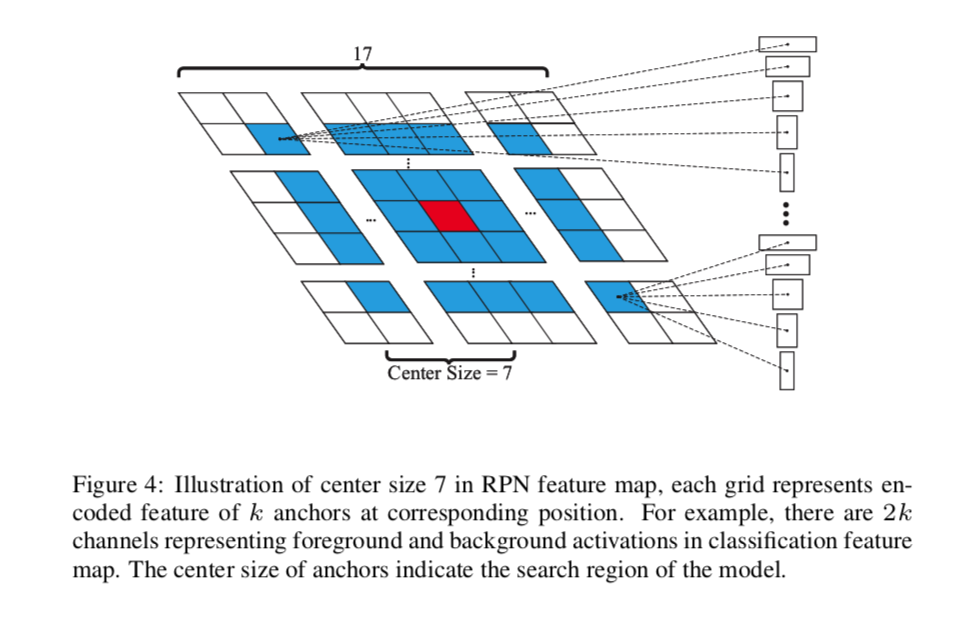 17
Center Size = 7
Figure 4: Illustration of center size 7 in RPN feature map, each grid represents en-
coded feature of k anchors at corresponding position. For example, there are 2k
channels representing foreground and background activations in classification feature
map. The center size of anchors indicate the search region of the model.